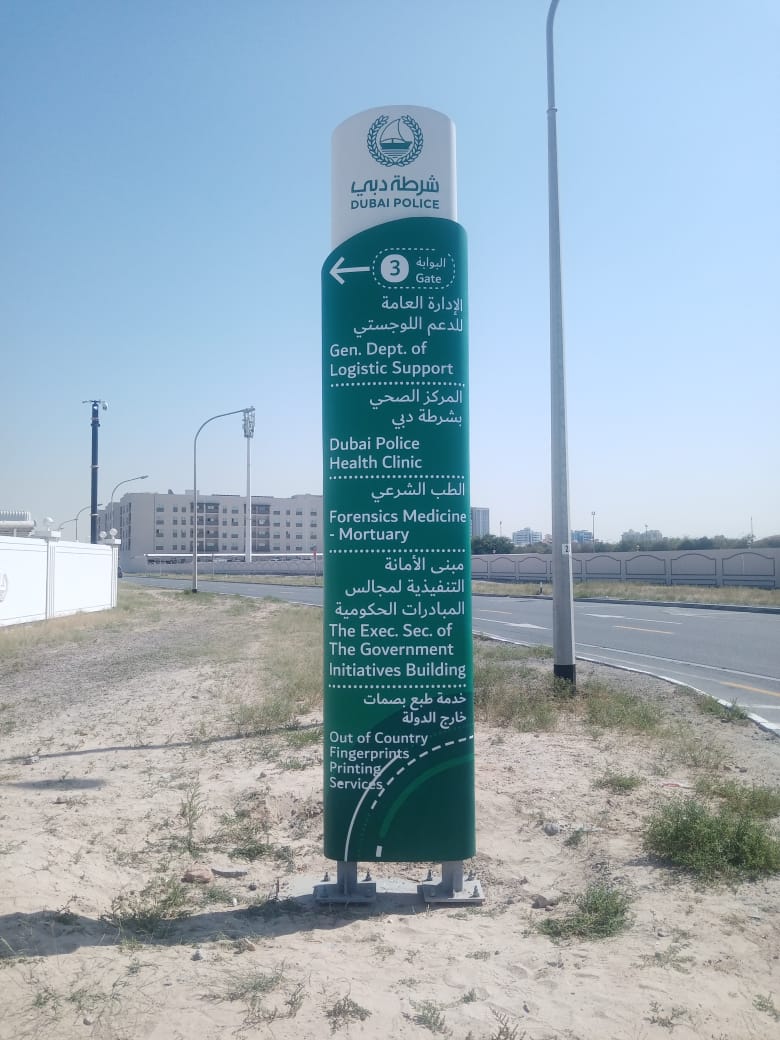 شرطة دبي
DUBAI POLICE
3
البوابة
Gate
الإدارة العامة
للدعم اللوجستي
Gen. Dept. of
Logistic Support
المركز الصحي
بشرطة دبي
Dubai Police
Health Clinic
الطب الشرعي
Forensics Medicine
- Mortuary
مبنى الأمانة
التنفيذية لمجالس
المبادرات الحكومية
The Exec. Sec. of
The Government
Initiatives Building
خدمة طبع بصمات
خارج الدولة
Out of Country
Fingerprints
Printing
Services
2